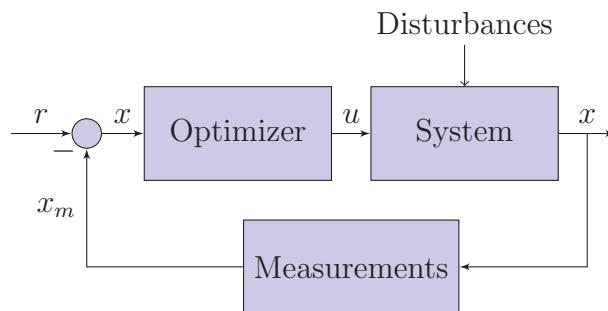 Disturbances
r
x
Optimizer
u
System
x
−
x_m
Measurements